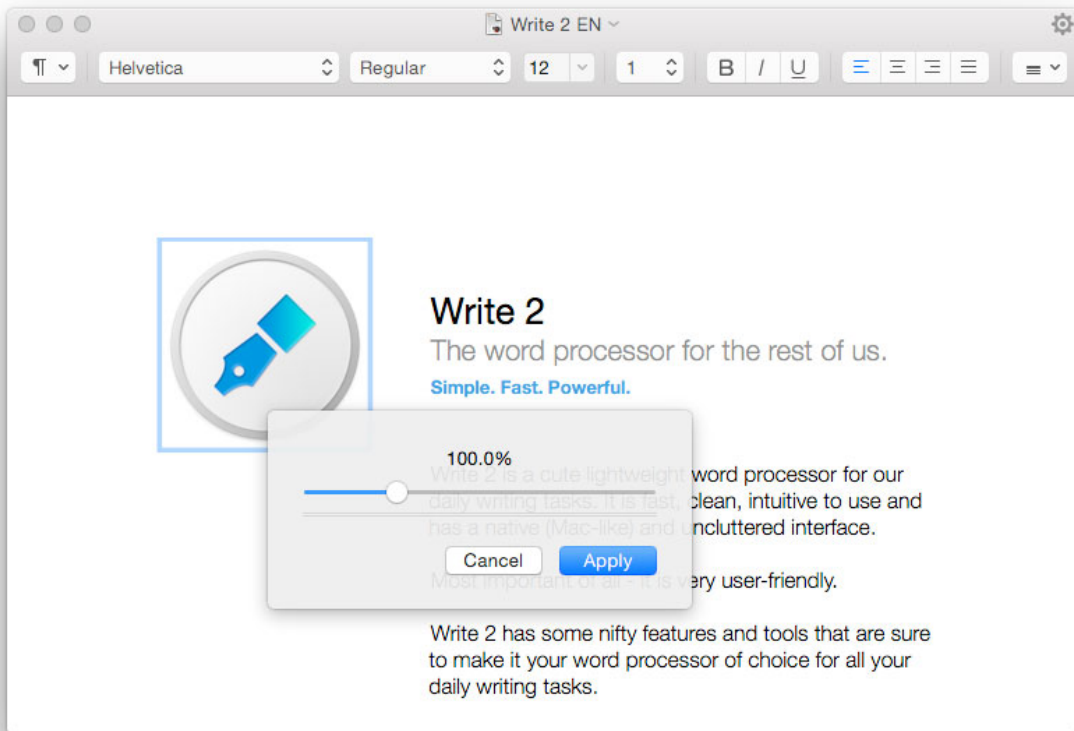 Write 2 EN
¶ Helvetica Regular 12 1 B I U
Write 2
The word processor for the rest of us.
Simple. Fast. Powerful.
100.0%
Write 2 is a cute lightweight word processor for our
daily writing tasks. It is fast, clean, intuitive to use and
has a native (Mac-like) and uncluttered interface.
Cancel Apply
Most important of all - it is very user-friendly.
Write 2 has some nifty features and tools that are sure
to make it your word processor of choice for all your
daily writing tasks.